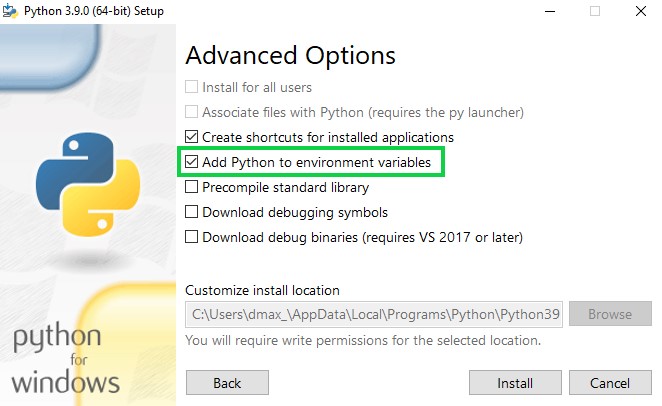 Python 3.9.0 (64-bit) Setup
Advanced Options
Install for all users
Associate files with Python (requires the py launcher)
Create shortcuts for installed applications
Add Python to environment variables
Precompile standard library
Download debugging symbols
Download debug binaries (requires VS 2017 or later)
Customize install location
C:\Users\dmax_\AppData\Local\Programs\Python\Python39
Browse
You will require write permissions for the selected location.
python
for
windows
Back
Install
Cancel